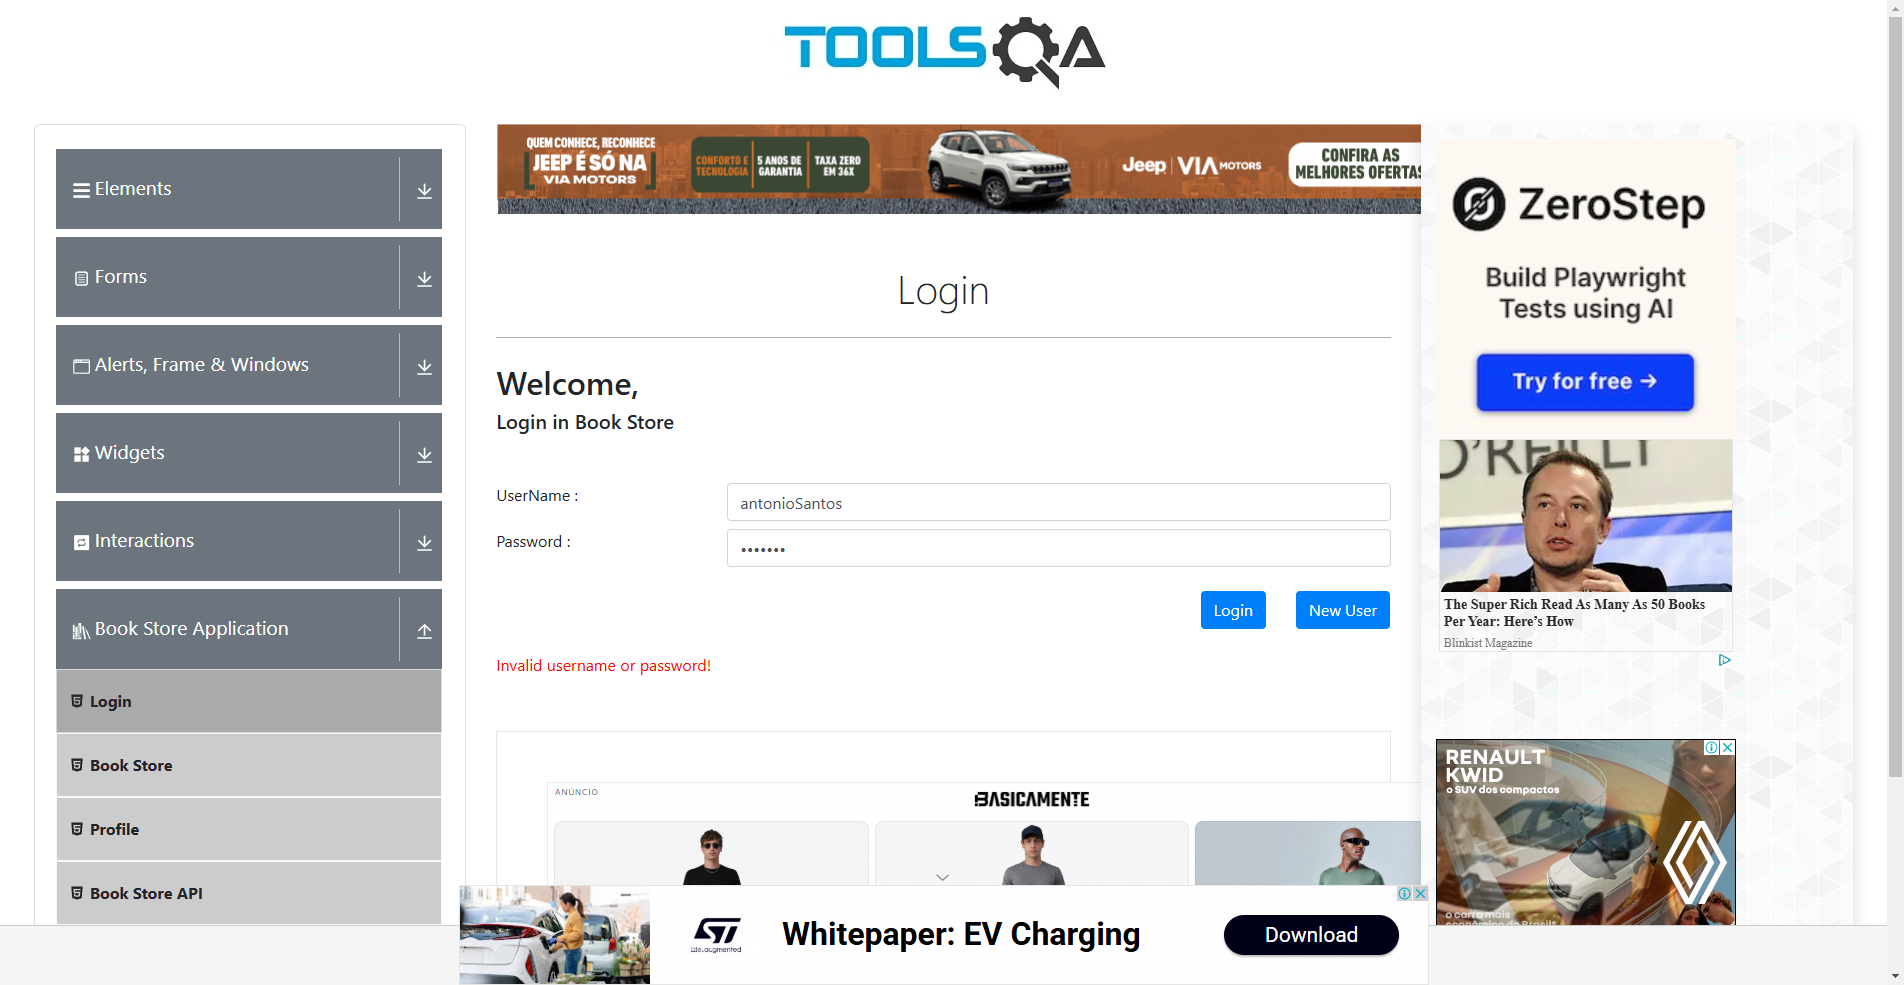 TOOLSQA
Elements
Forms
Alerts, Frame & Windows
Widgets
Interactions
Book Store Application
Login
Book Store
Profile
Book Store API
QUEM CONHECE, RECONHECE
JEEP É SÓ NA
VIA MOTORS
CONFORTO E
TECNOLOGIA
5 ANOS DE
GARANTIA
TAXA ZERO
EM 36X
Jeep | VIA MOTORS
CONFIRA AS
MELHORES OFERTAS
Login
Welcome,
Login in Book Store
UserName :
antonioSantos
Password :
•••••••
Login
New User
Invalid username or password!
ANÚNCIO
BASICAMENTE
ST
life.augmented
Whitepaper: EV Charging
Download
ZeroStep
Build Playwright
Tests using AI
Try for free →
O'REILLY
The Super Rich Read As Many As 50 Books
Per Year: Here’s How
Blinkist Magazine
RENAULT
KWID
o SUV dos compactos
o carro mais
econômico do Brasil!